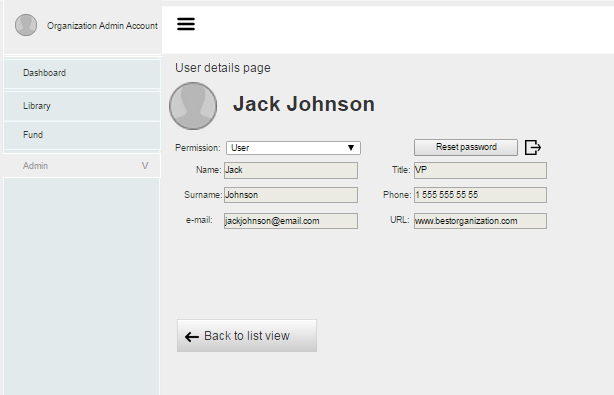 Organization Admin Account
Dashboard
Library
Fund
Admin V
User details page
Jack Johnson
Permission: User Reset password
Name: Jack Title: VP
Surname: Johnson Phone: 1 555 555 55 55
e-mail: jackjohnson@email.com URL: www.bestorganization.com
Back to list view